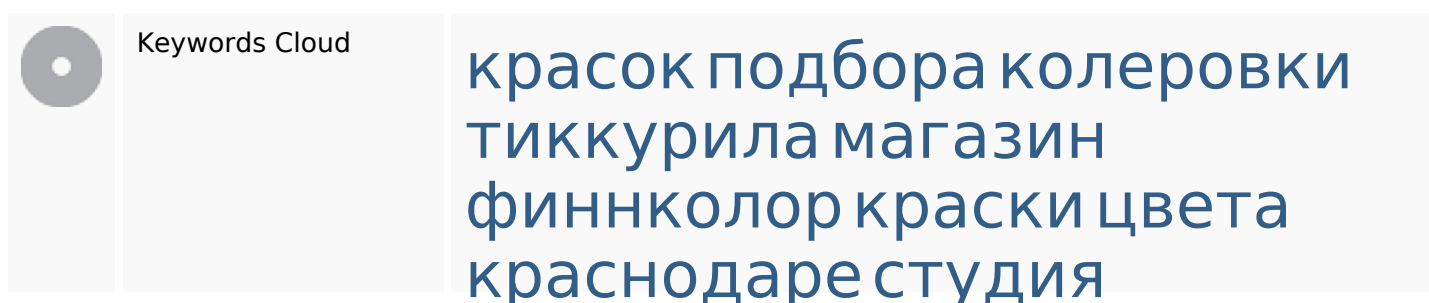 Keywords Cloud
красок подбора колеровки
тиккурила магазин
финнколор краски цвета
краснодаре студия